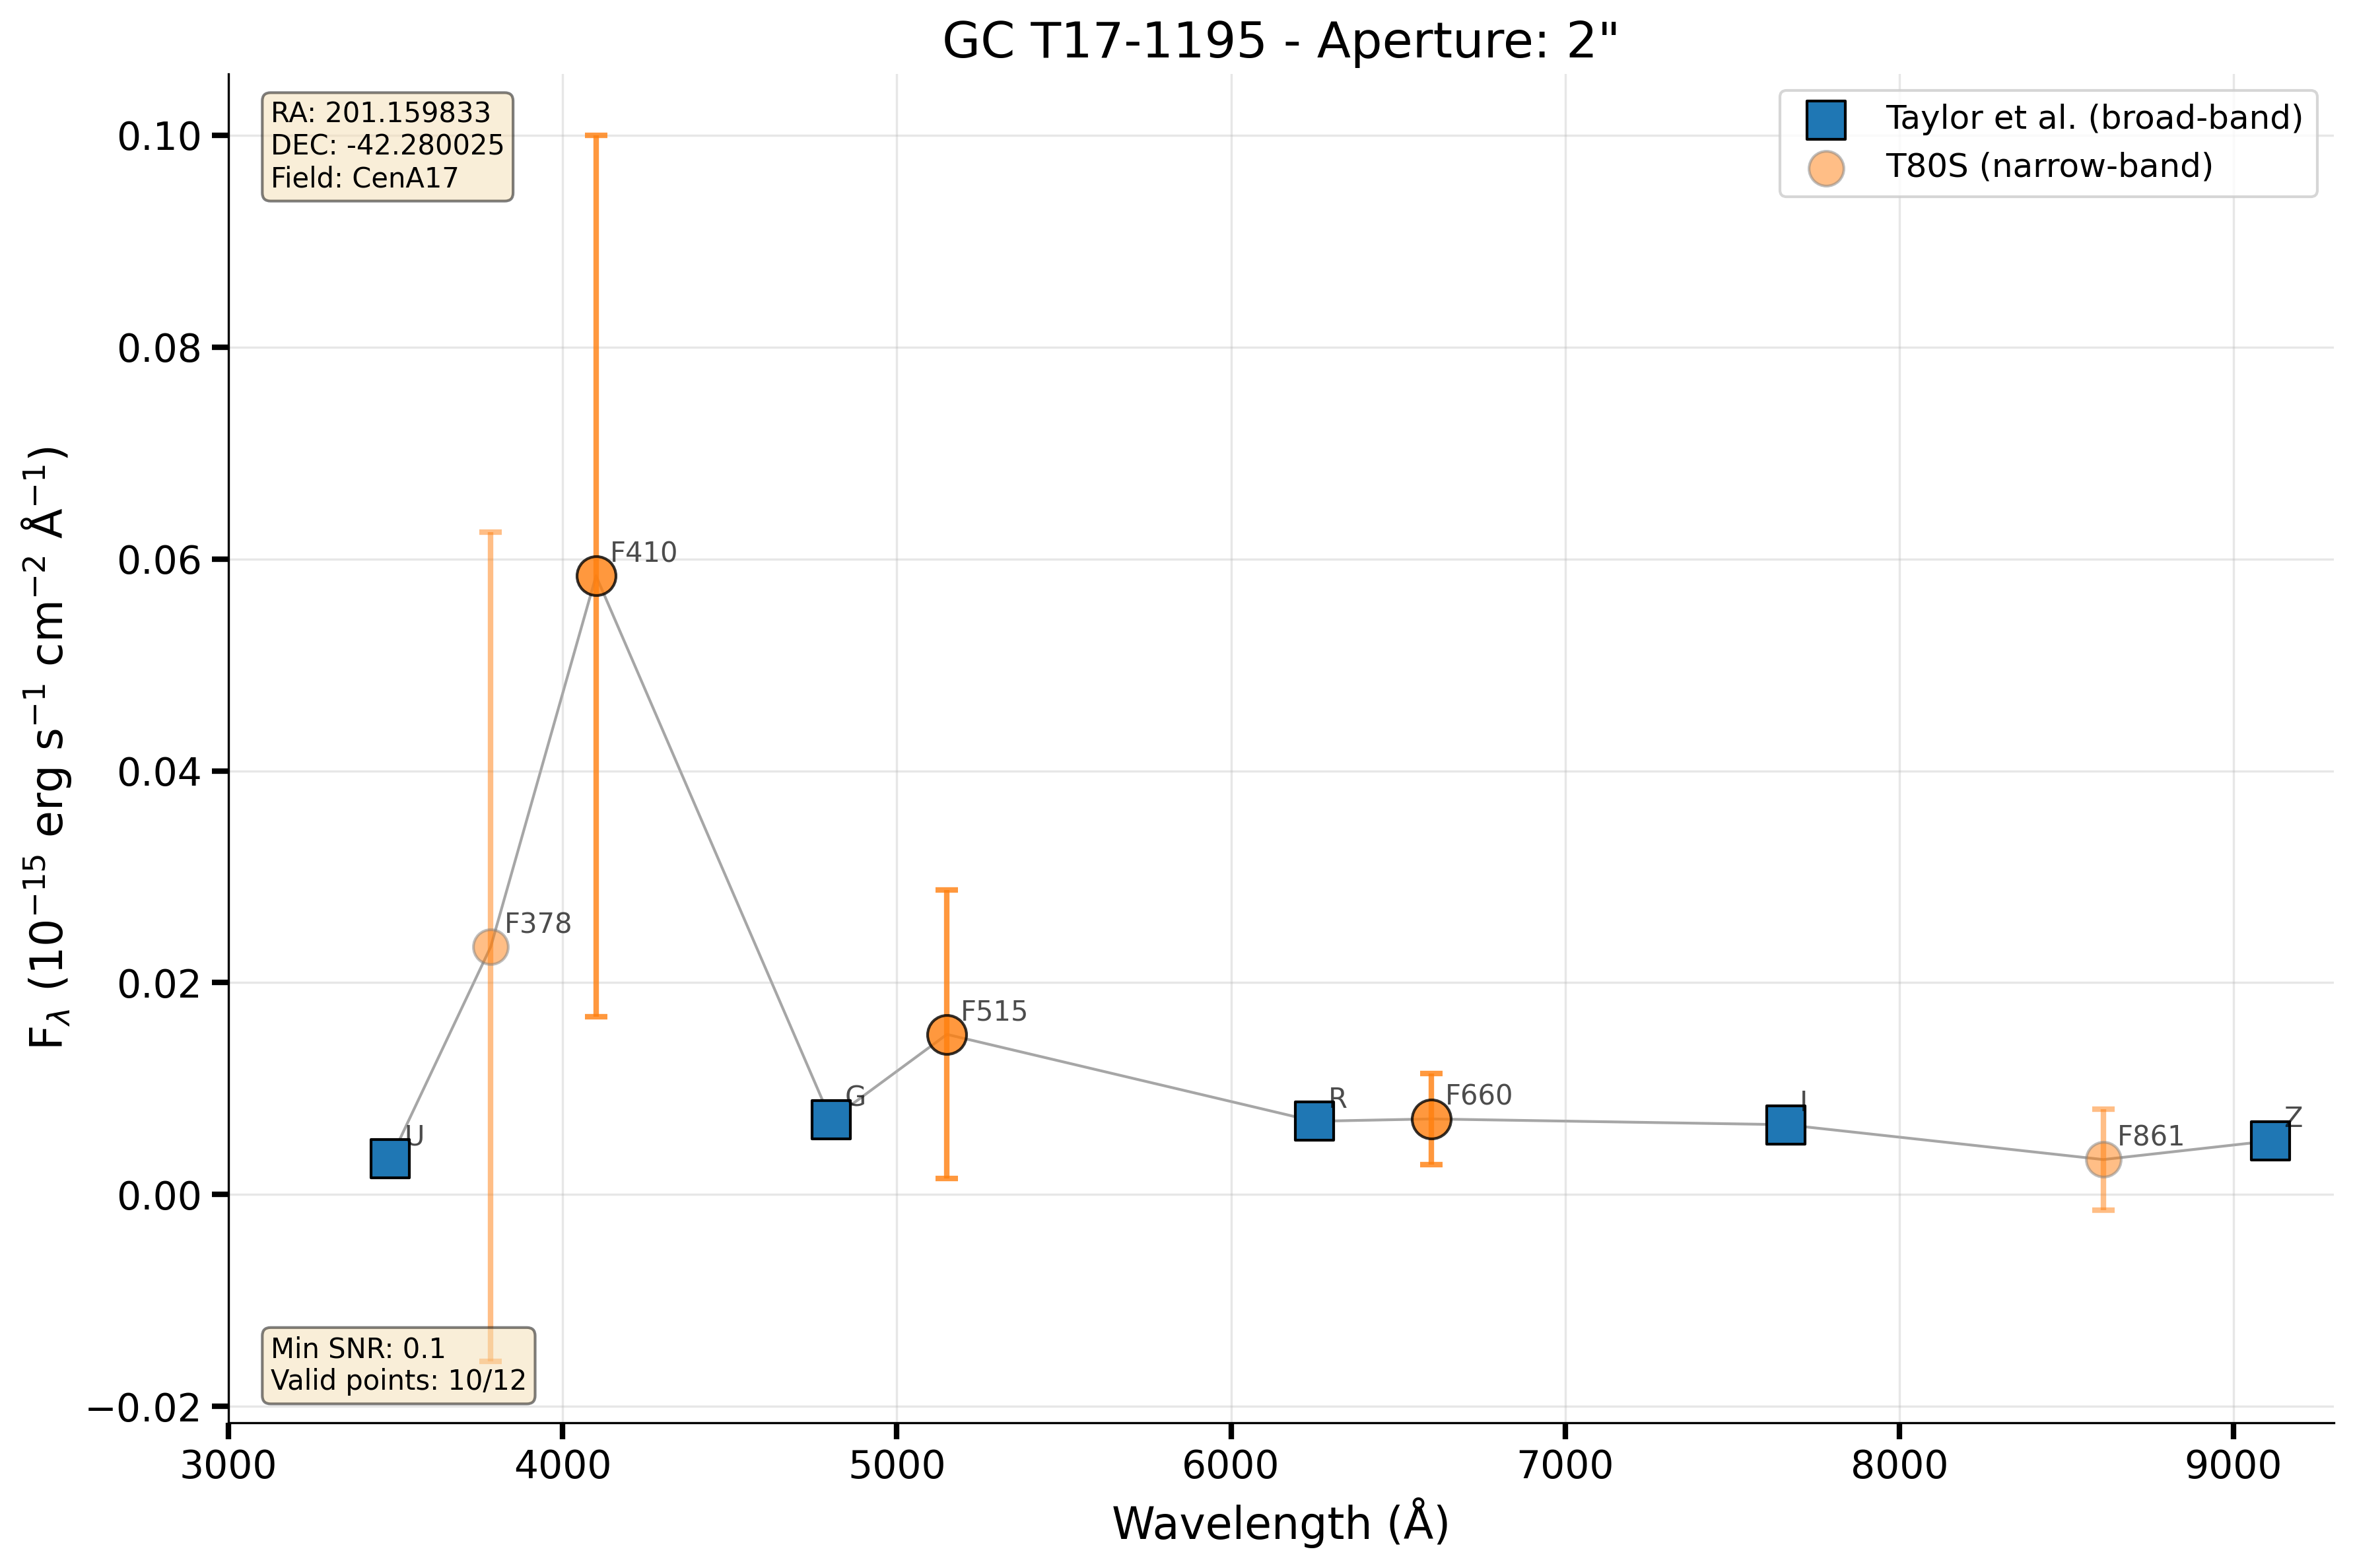 GC T17-1195 - Aperture: 2"
RA: 201.159833
DEC: -42.280025
Field: CenA17
Taylor et al. (broad-band)
T80S (narrow-band)
F$_λ$ (10$^{-15}$ erg s$^{-1}$ cm$^{-2}$ Å$^{-1}$)
0.10
0.08
0.06
0.04
0.02
0.00
−0.02
U
F378
F410
G
F515
R
F660
I
F861
Z
Min SNR: 0.1
Valid points: 10/12
3000 4000 5000 6000 7000 8000 9000
Wavelength (Å)